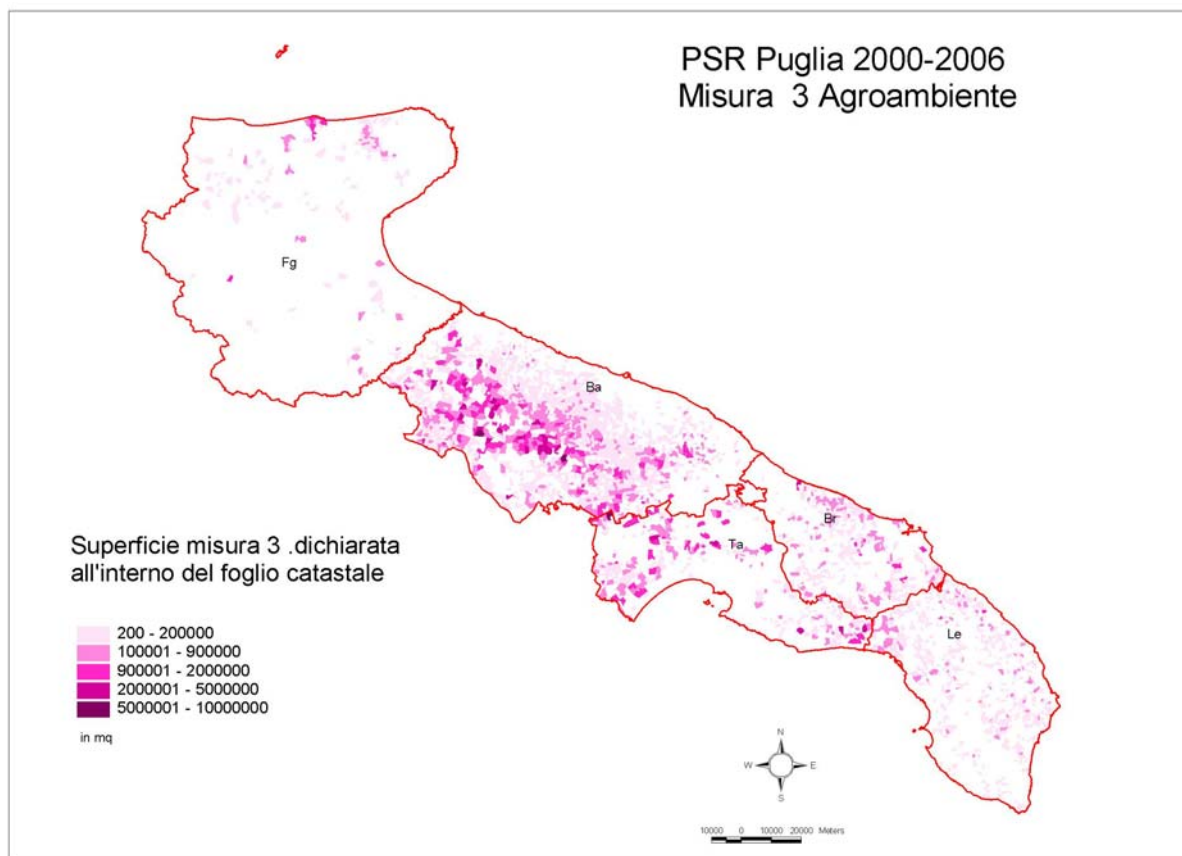 PSR Puglia 2000-2006
Misura 3 Agroambiente
Fg
Ba
Br
Ta
Le
Superficie misura 3 .dichiarata
all'interno del foglio catastale
200 - 200000
100001 - 900000
900001 - 2000000
2000001 - 5000000
5000001 - 10000000
in mq
N
W E
S
10000 0 10000 20000 Meters